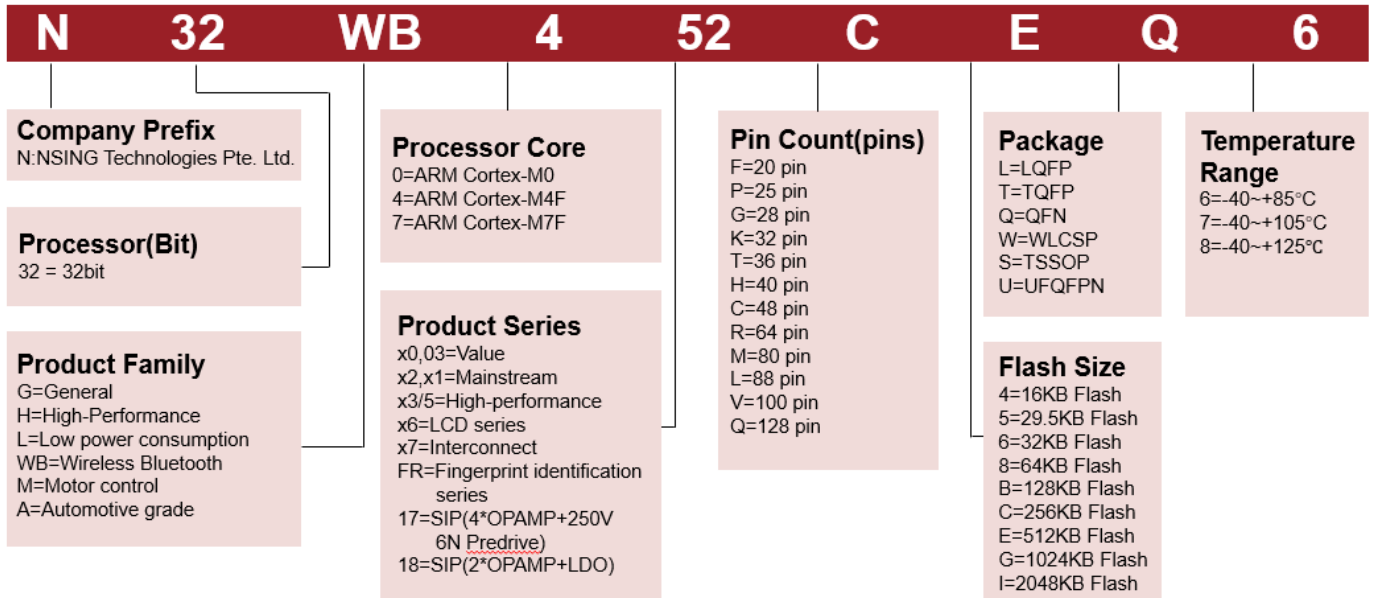 N 32 WB 4 52 C E Q 6
Company Prefix
N:NSING Technologies Pte. Ltd.
Processor(Bit)
32 = 32bit
Product Family
G=General
H=High-Performance
L=Low power consumption
WB=Wireless Bluetooth
M=Motor control
A=Automotive grade
Processor Core
0=ARM Cortex-M0
4=ARM Cortex-M4F
7=ARM Cortex-M7F
Product Series
x0,03=Value
x2,x1=Mainstream
x3/5=High-performance
x6=LCD series
x7=Interconnect
FR=Fingerprint identification
series
17=SIP(4*OPAMP+250V
6N Predrive)
18=SIP(2*OPAMP+LDO)
Pin Count(pins)
F=20 pin
P=25 pin
G=28 pin
K=32 pin
T=36 pin
H=40 pin
C=48 pin
R=64 pin
M=80 pin
L=88 pin
V=100 pin
Q=128 pin
Package
L=LQFP
T=TQFP
Q=QFN
W=WLCSP
S=TSSOP
U=UFQFPN
Flash Size
4=16KB Flash
5=29.5KB Flash
6=32KB Flash
8=64KB Flash
B=128KB Flash
C=256KB Flash
E=512KB Flash
G=1024KB Flash
I=2048KB Flash
Temperature
Range
6=-40~+85°C
7=-40~+105°C
8=-40~+125℃